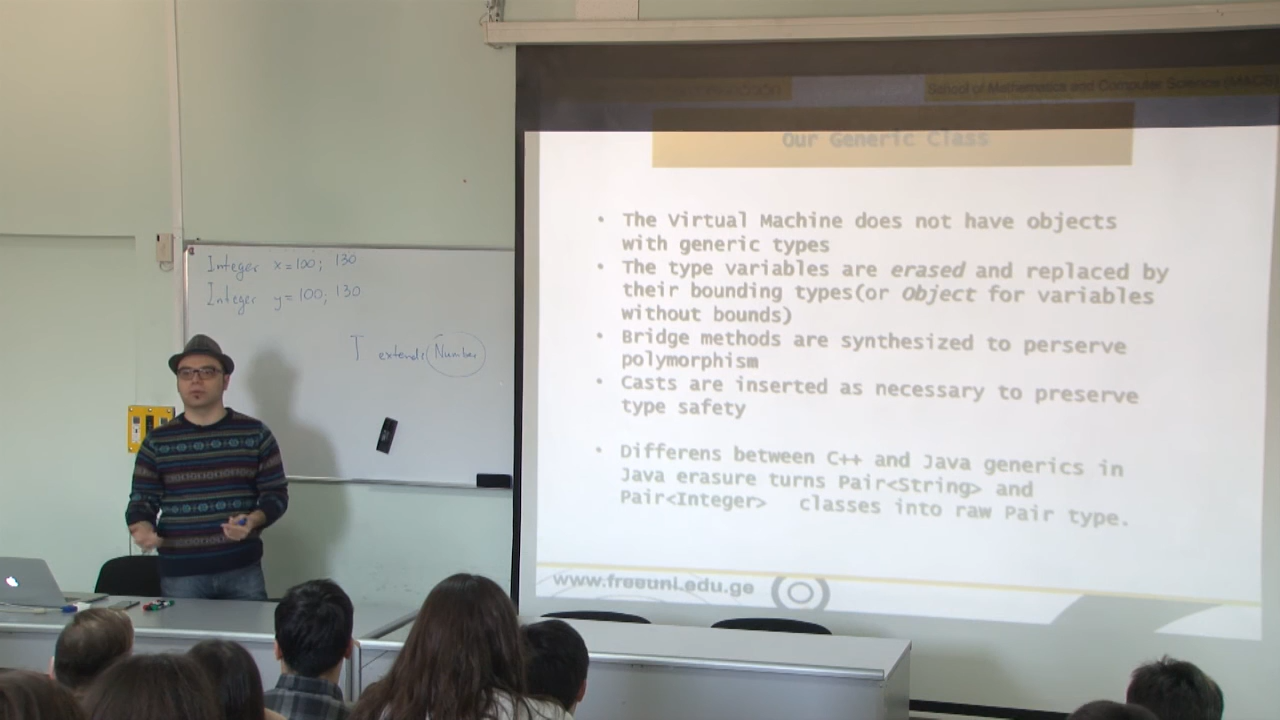 School of Mathematics and Computer Science (MACS)
Our Generic Class
• The Virtual Machine does not have objects
with generic types
• The type variables are erased and replaced by
their bounding types(or Object for variables
without bounds)
• Bridge methods are synthesized to perserve
polymorphism
• Casts are inserted as necessary to preserve
type safety
• Differens between C++ and Java generics in
Java erasure turns Pair<String> and
Pair<Integer> classes into raw Pair type.
www.freeuni.edu.ge
Integer x=100; 130
Integer y=100; 130
T extends Number